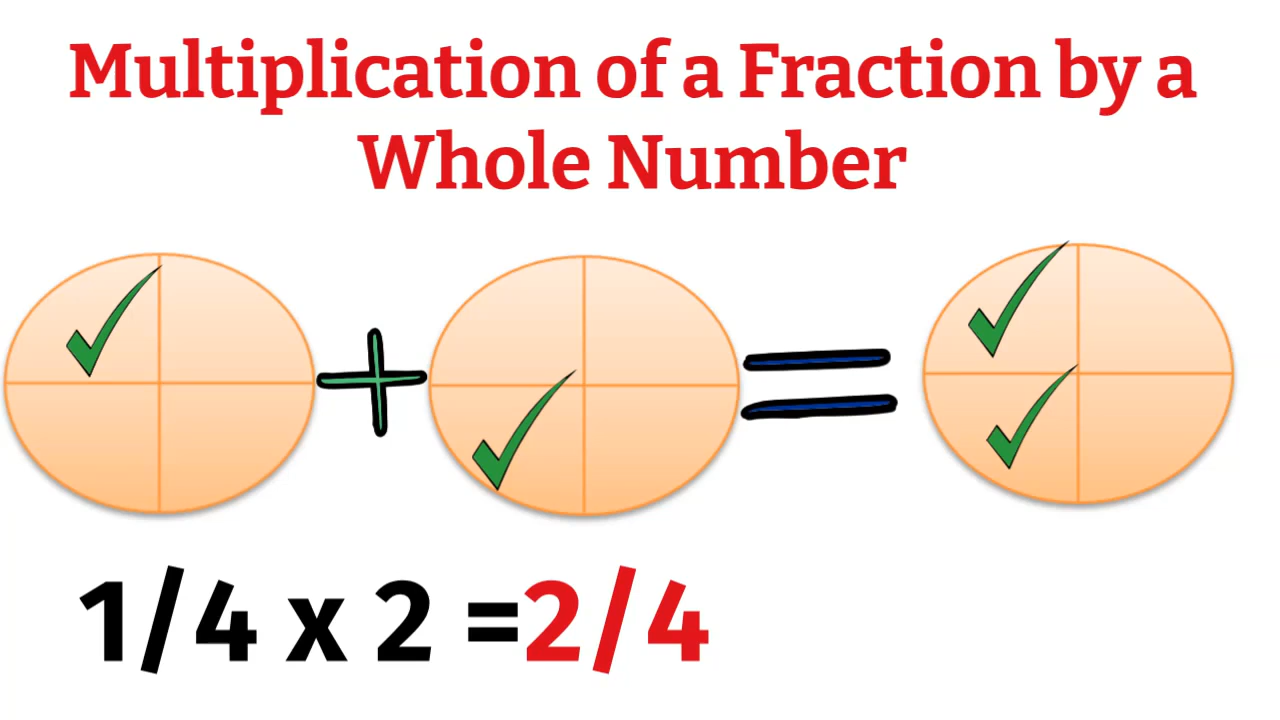 Multiplication of a Fraction by a
Whole Number
+ =
1/4 x 2 =2/4